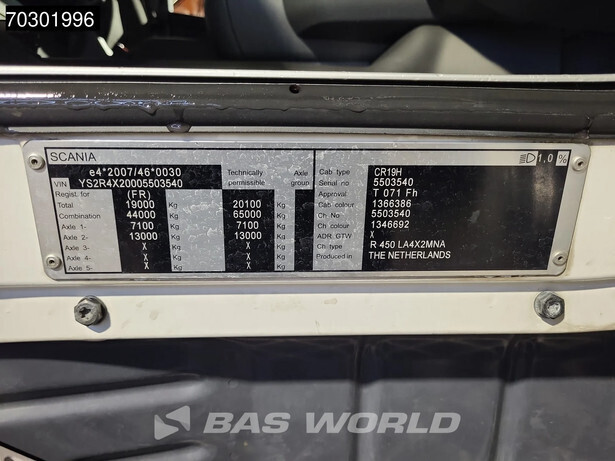 70301996
SCANIA 1.0 %
e4*2007/46*0030
VIN YS2R4X20005503540
Regist. for (FR)
Total 19000 Kg
Combination 44000 Kg
Axle 1- 7100 Kg
Axle 2- 13000 Kg
Axle 3- X Kg
Axle 4- X Kg
Axle 5- X Kg
Technically permissible
Axle group
20100 Kg
65000 Kg
7100 Kg
13000 Kg
X Kg
X Kg
X Kg
Cab. type CR19H
Serial no 5503540
Approval no T 071 Fh
Cab. colour 1366386
Ch. No 5503540
Ch. colour 1346692
ADR. GTW X
Ch. type R 450 LA4X2MNA
Produced in THE NETHERLANDS
BAS WORLD